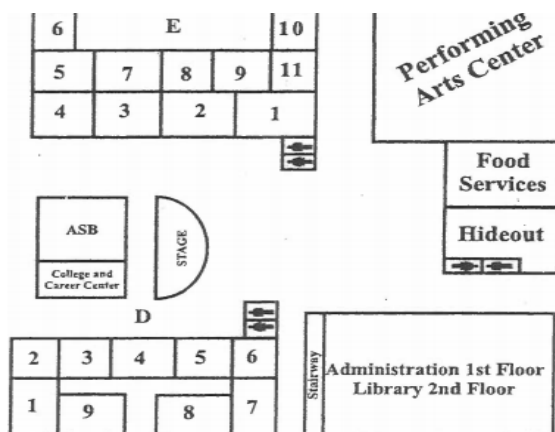 6 E 10
Performing
Arts Center
5 7 8 9 11
4 3 2 1
Food
Services
ASB
STAGE
Hideout
College and
Career Center
D
2 3 4 5 6
Stairway
Administration 1st Floor
Library 2nd Floor
1 9 8 7